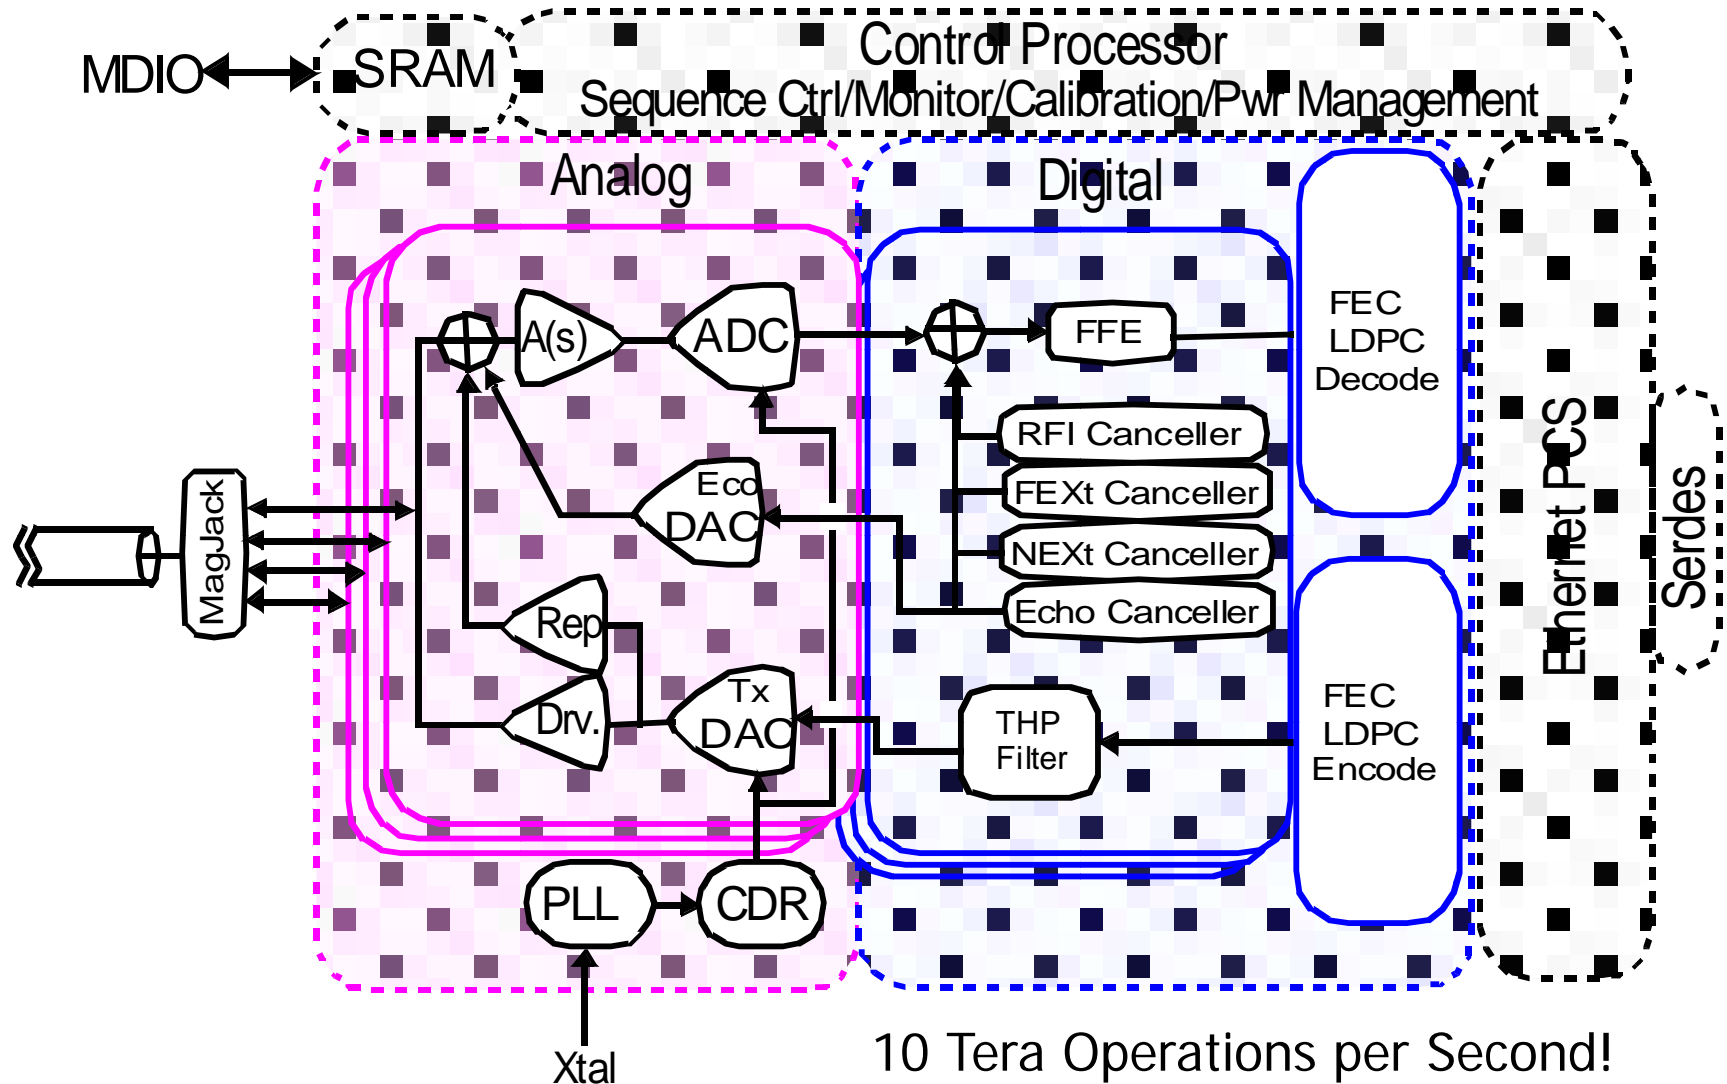 Control Processor
MDIO
SRAM
Sequence Ctrl/Monitor/Calibration/Pwr Management
Analog
Digital
A(s)
ADC
FFE
FEC
LDPC
Decode
RFI Canceller
FEXt Canceller
NEXt Canceller
Echo Canceller
Eco
DAC
MagJack
Rep
Drv.
Tx
DAC
THP
Filter
FEC
LDPC
Encode
Ethernet PCS
Serdes
PLL
CDR
Xtal
10 Tera Operations per Second!